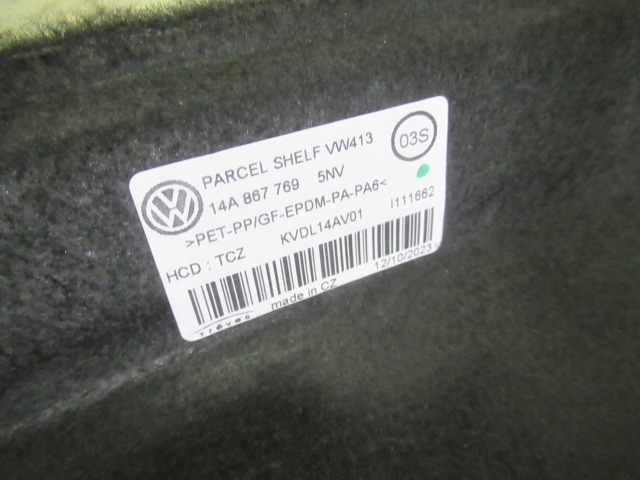 PARCEL SHELF VW413
03S
14A 867 769 5NV
>PET-PP/GF-EPDM-PA-PA6<
HCD : TCZ KVDL14AV01 I111662
12/10/2023
made in CZ
trèves